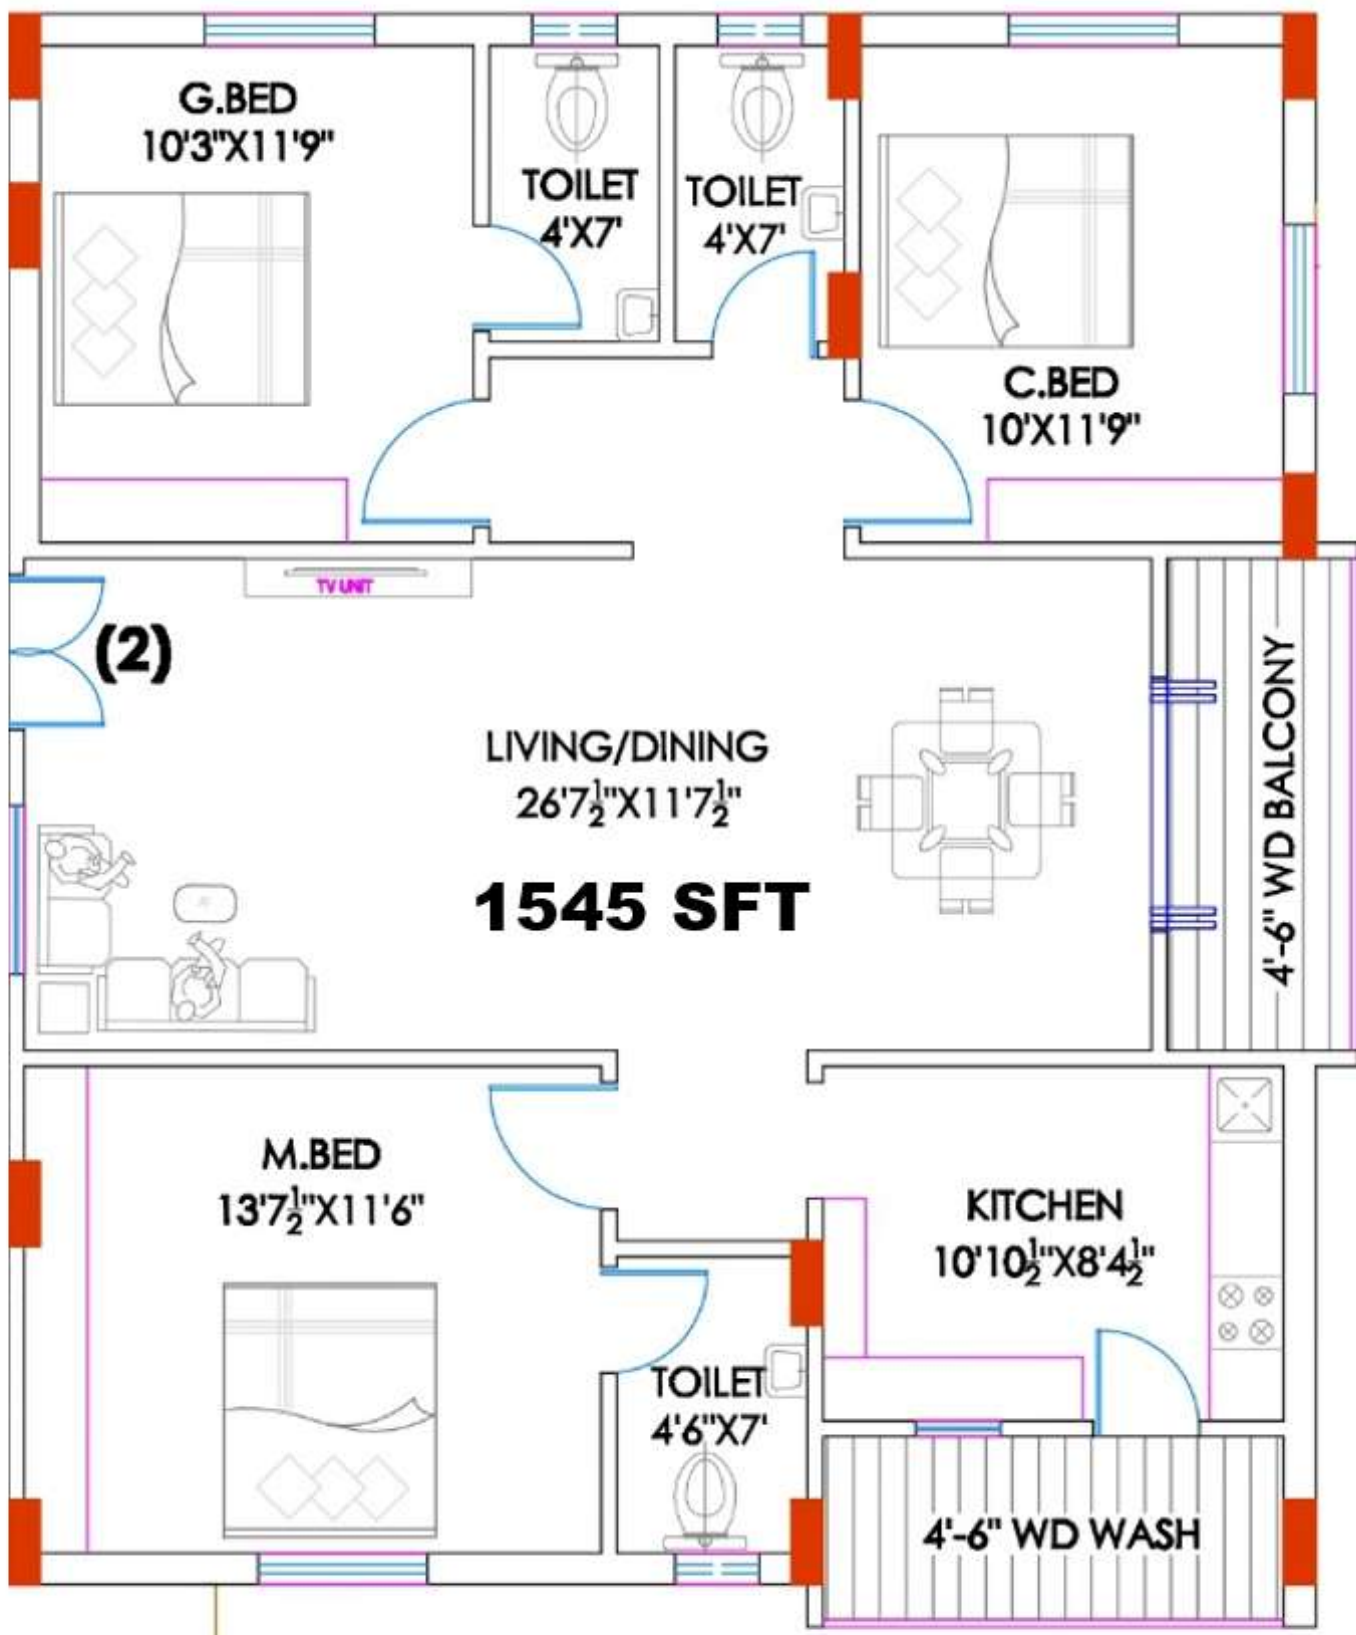 G.BED
10'3"X11'9"
TOILET
4'X7'
TOILET
4'X7'
C.BED
10'X11'9"
TV UNIT
(2)
LIVING/DINING
26'7½"X11'7½"
1545 SFT
4'-6" WD BALCONY
M.BED
13'7½"X11'6"
KITCHEN
10'10½"X8'4½"
TOILET
4'6"X7'
4'-6" WD WASH